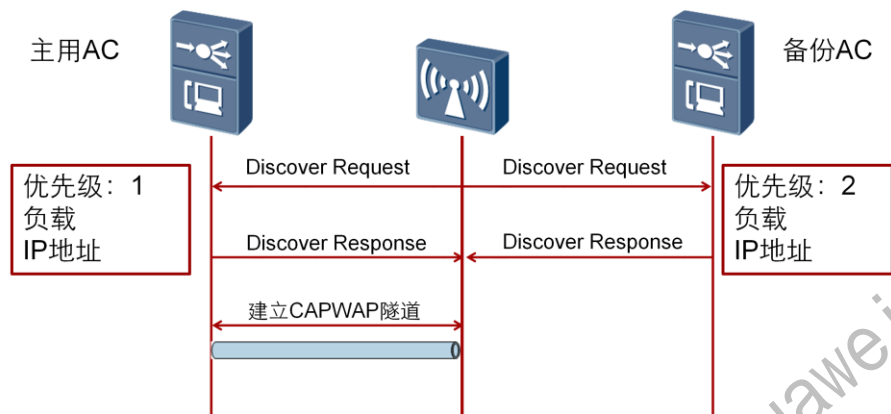 主用AC
备份AC
Discover Request
Discover Request
优先级：1
负载
IP地址
优先级：2
负载
IP地址
Discover Response
Discover Response
建立CAPWAP隧道